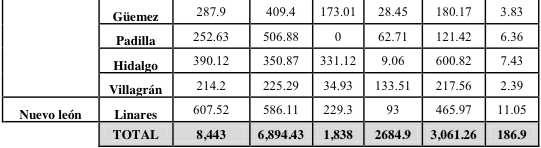 Güemez 287.9 409.4 173.01 28.45 180.17 3.83
Padilla 252.63 506.88 0 62.71 121.42 6.36
Hidalgo 390.12 350.87 331.12 9.06 600.82 7.43
Villagrán 214.2 225.29 34.93 133.51 217.56 2.39
Nuevo león Linares 607.52 586.11 229.3 93 465.97 11.05
TOTAL 8,443 6,894.43 1,838 2684.9 3,061.26 186.9